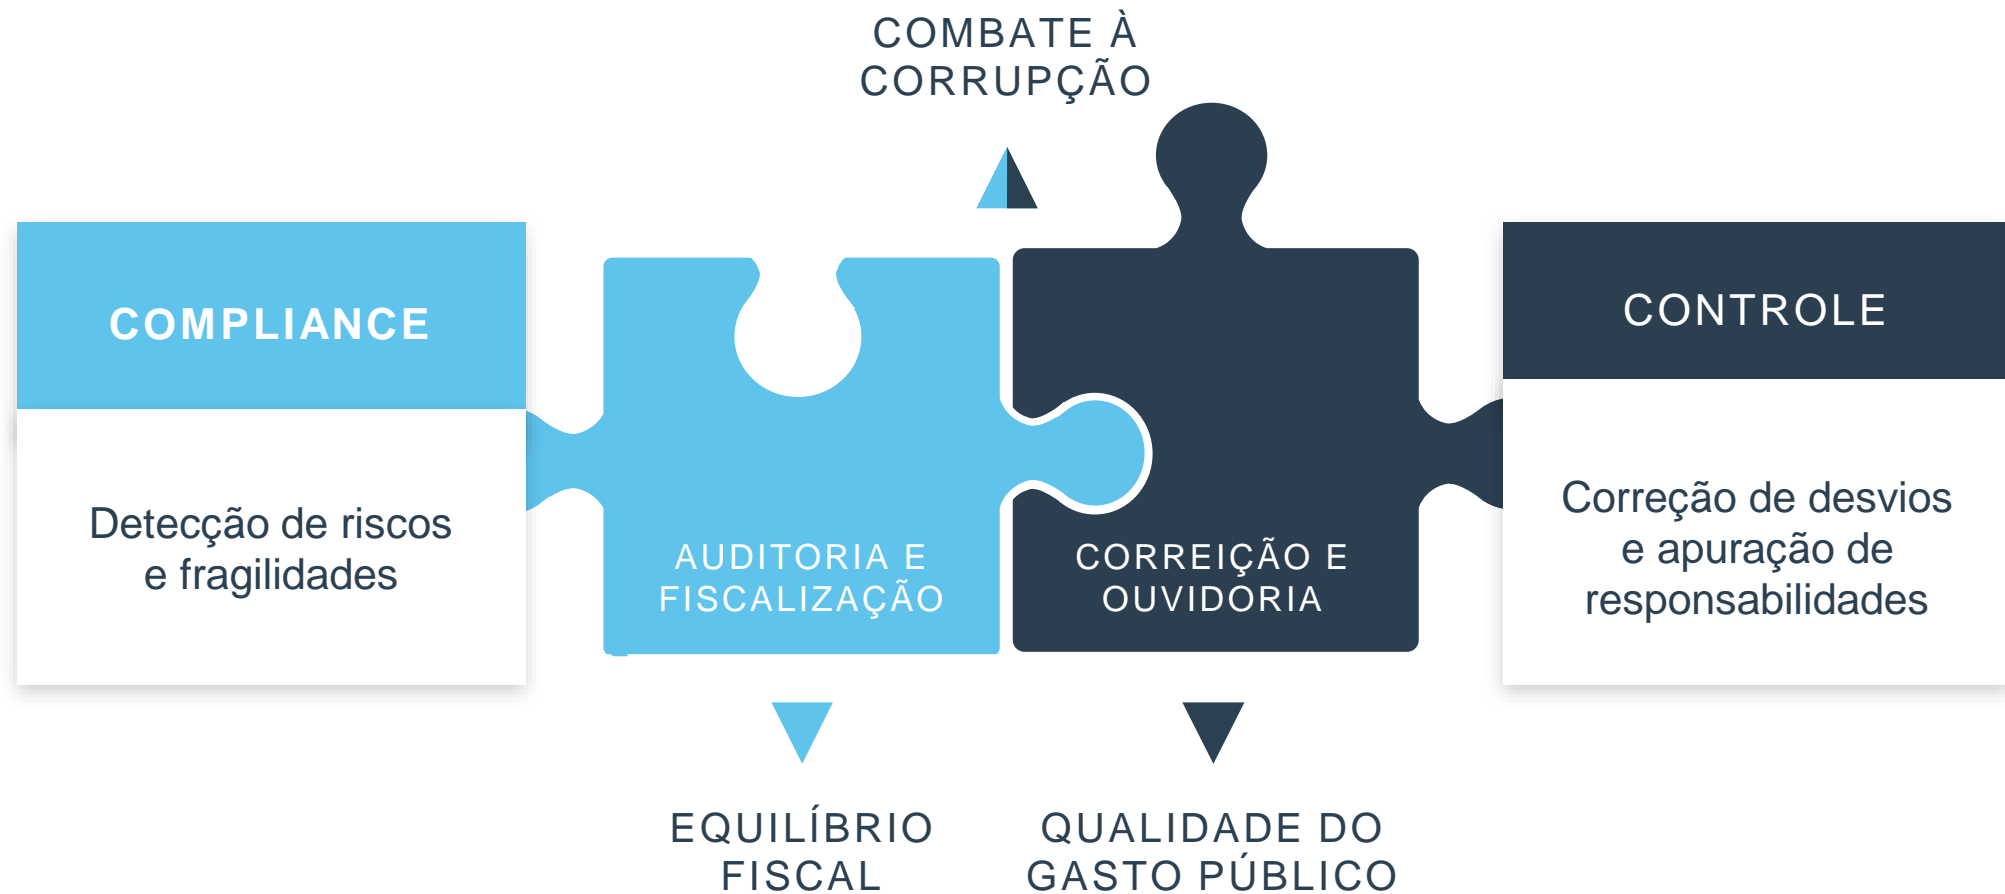 COMBATE À
CORRUPÇÃO
COMPLIANCE
Detecção de riscos
e fragilidades
AUDITORIA E
FISCALIZAÇÃO
CORREIÇÃO E
OUVIDORIA
CONTROLE
Correção de desvios
e apuração de
responsabilidades
EQUILÍBRIO
FISCAL
QUALIDADE DO
GASTO PÚBLICO